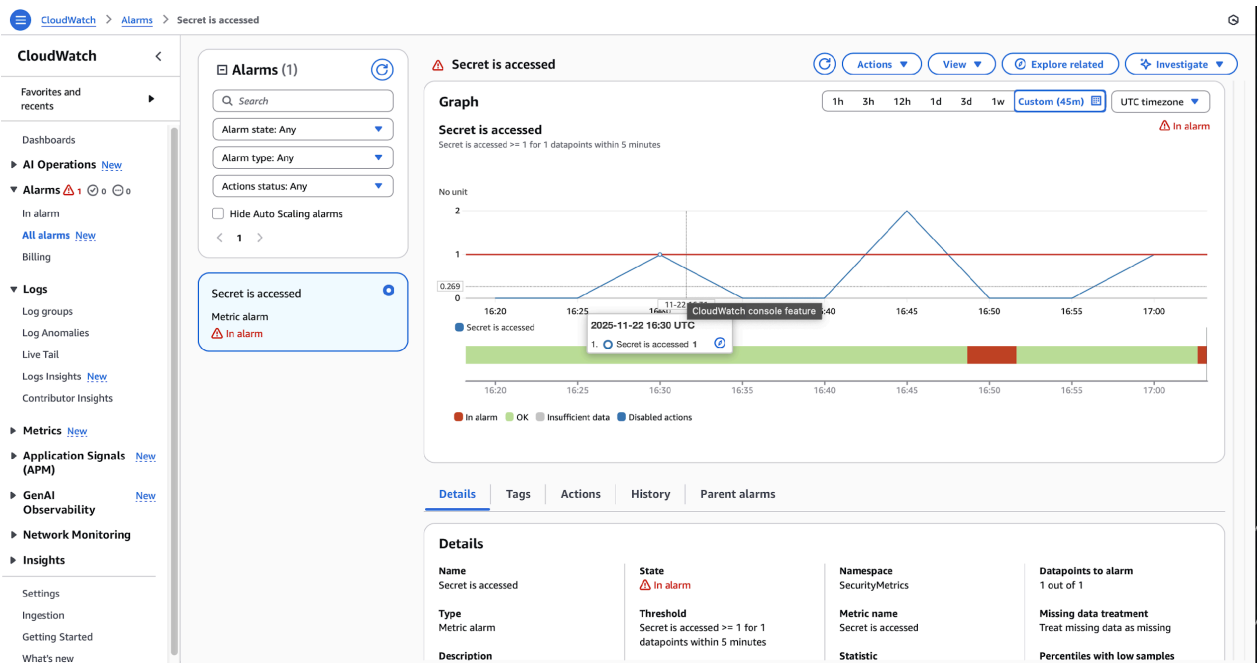 CloudWatch > Alarms > Secret is accessed
CloudWatch
Favorites and
recents
Dashboards
AI Operations New
Alarms 1 0 0
In alarm
All alarms New
Billing
Logs
Log groups
Log Anomalies
Live Tail
Logs Insights New
Contributor Insights
Metrics New
Application Signals New
(APM)
GenAI New
Observability
Network Monitoring
Insights
Settings
Ingestion
Getting Started
What's new
Alarms (1)
Search
Alarm state: Any
Alarm type: Any
Actions status: Any
Hide Auto Scaling alarms
< 1 >
Secret is accessed
Metric alarm
In alarm
Secret is accessed
Actions
View
Explore related
Investigate
Graph
1h 3h 12h 1d 3d 1w Custom (45m)
UTC timezone
Secret is accessed
In alarm
Secret is accessed >= 1 for 1 datapoints within 5 minutes
No unit
2
1
0.269
0
16:20 16:25 16:35 16:45 16:50 16:55 17:00
11-22
CloudWatch console feature
Secret is accessed
2025-11-22 16:30 UTC
1. Secret is accessed 1
16:20 16:25 16:30 16:35 16:40 16:45 16:50 16:55 17:00
In alarm OK Insufficient data Disabled actions
Details Tags Actions History Parent alarms
Details
Name
Secret is accessed
Type
Metric alarm
Description
State
In alarm
Threshold
Secret is accessed >= 1 for 1
datapoints within 5 minutes
Namespace
SecurityMetrics
Metric name
Secret is accessed
Statistic
Datapoints to alarm
1 out of 1
Missing data treatment
Treat missing data as missing
Percentiles with low samples